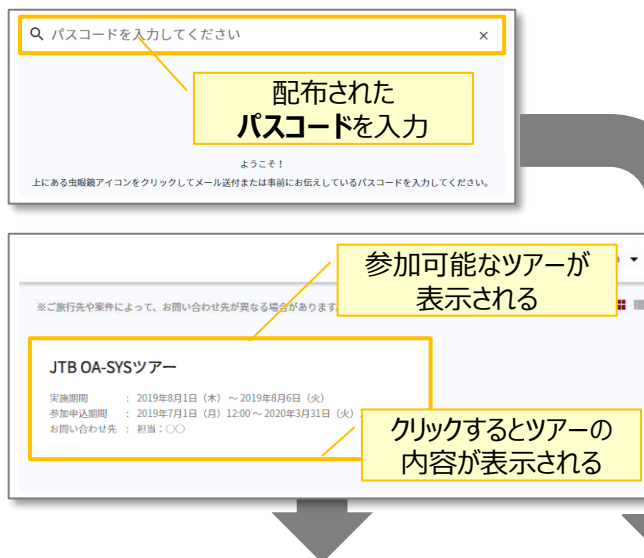 パスコードを入力してください ×
配布された
パスコードを入力
ようこそ！
上にある虫眼鏡アイコンをクリックしてメール送付または事前にお伝えしているパスコードを入力してください。
参加可能なツアーが
表示される
※ご旅行先や案件によって、お問い合わせ先が異なる場合があります
JTB OA-SYSツアー
実施期間 : 2019年8月1日（木）～2019年8月6日（火）
参加申込期間 : 2019年7月1日（月）12:00～2020年3月31日（火）
お問い合わせ先 : 担当：〇〇
クリックするとツアーの
内容が表示される